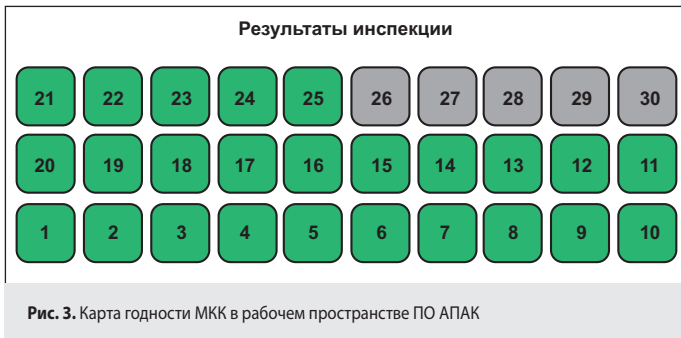 Результаты инспекции
21 22 23 24 25 26 27 28 29 30
20 19 18 17 16 15 14 13 12 11
1 2 3 4 5 6 7 8 9 10
Рис. 3. Карта годности МКК в рабочем пространстве ПО АПАК